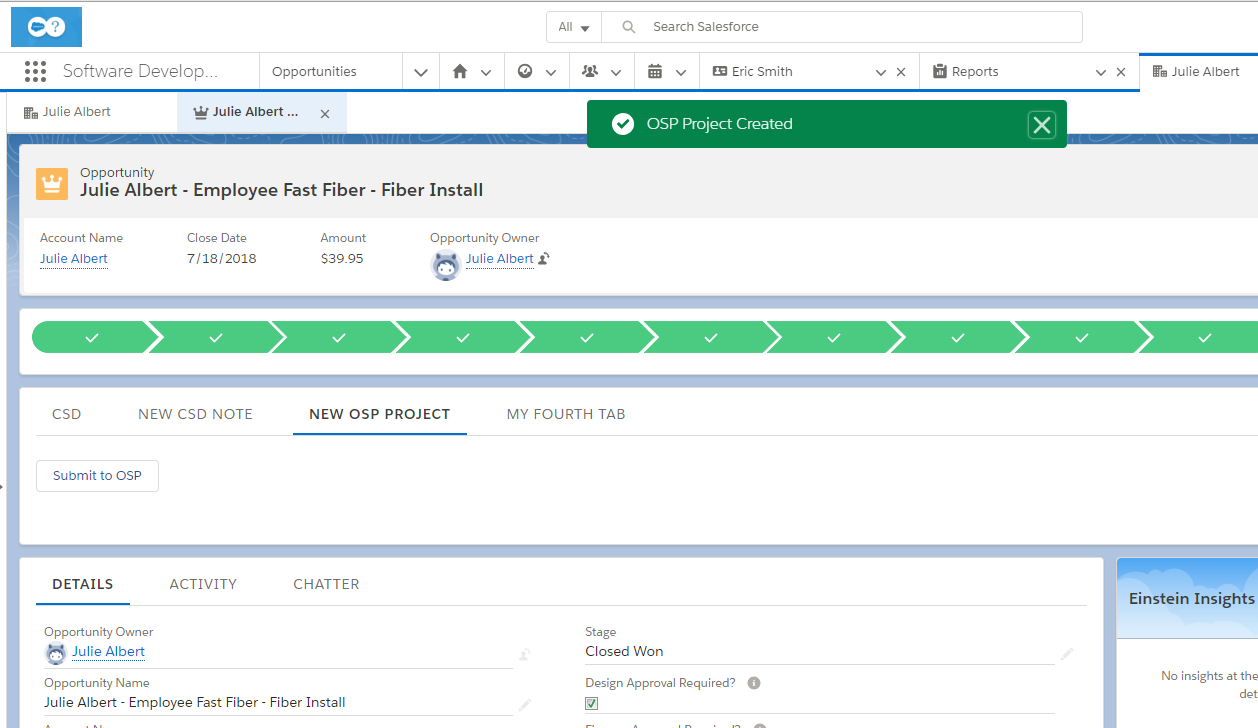 ?
All
Search Salesforce
Software Develop...
Opportunities
Eric Smith
Reports
Julie Albert
Julie Albert
Julie Albert ...
OSP Project Created
Opportunity
Julie Albert - Employee Fast Fiber - Fiber Install
Account Name
Close Date
Amount
Opportunity Owner
Julie Albert
7/18/2018
$39.95
Julie Albert
CSD
NEW CSD NOTE
NEW OSP PROJECT
MY FOURTH TAB
Submit to OSP
DETAILS
ACTIVITY
CHATTER
Einstein Insights
Opportunity Owner
Julie Albert
Stage
Closed Won
No insights at the
det
Opportunity Name
Julie Albert - Employee Fast Fiber - Fiber Install
Design Approval Required?